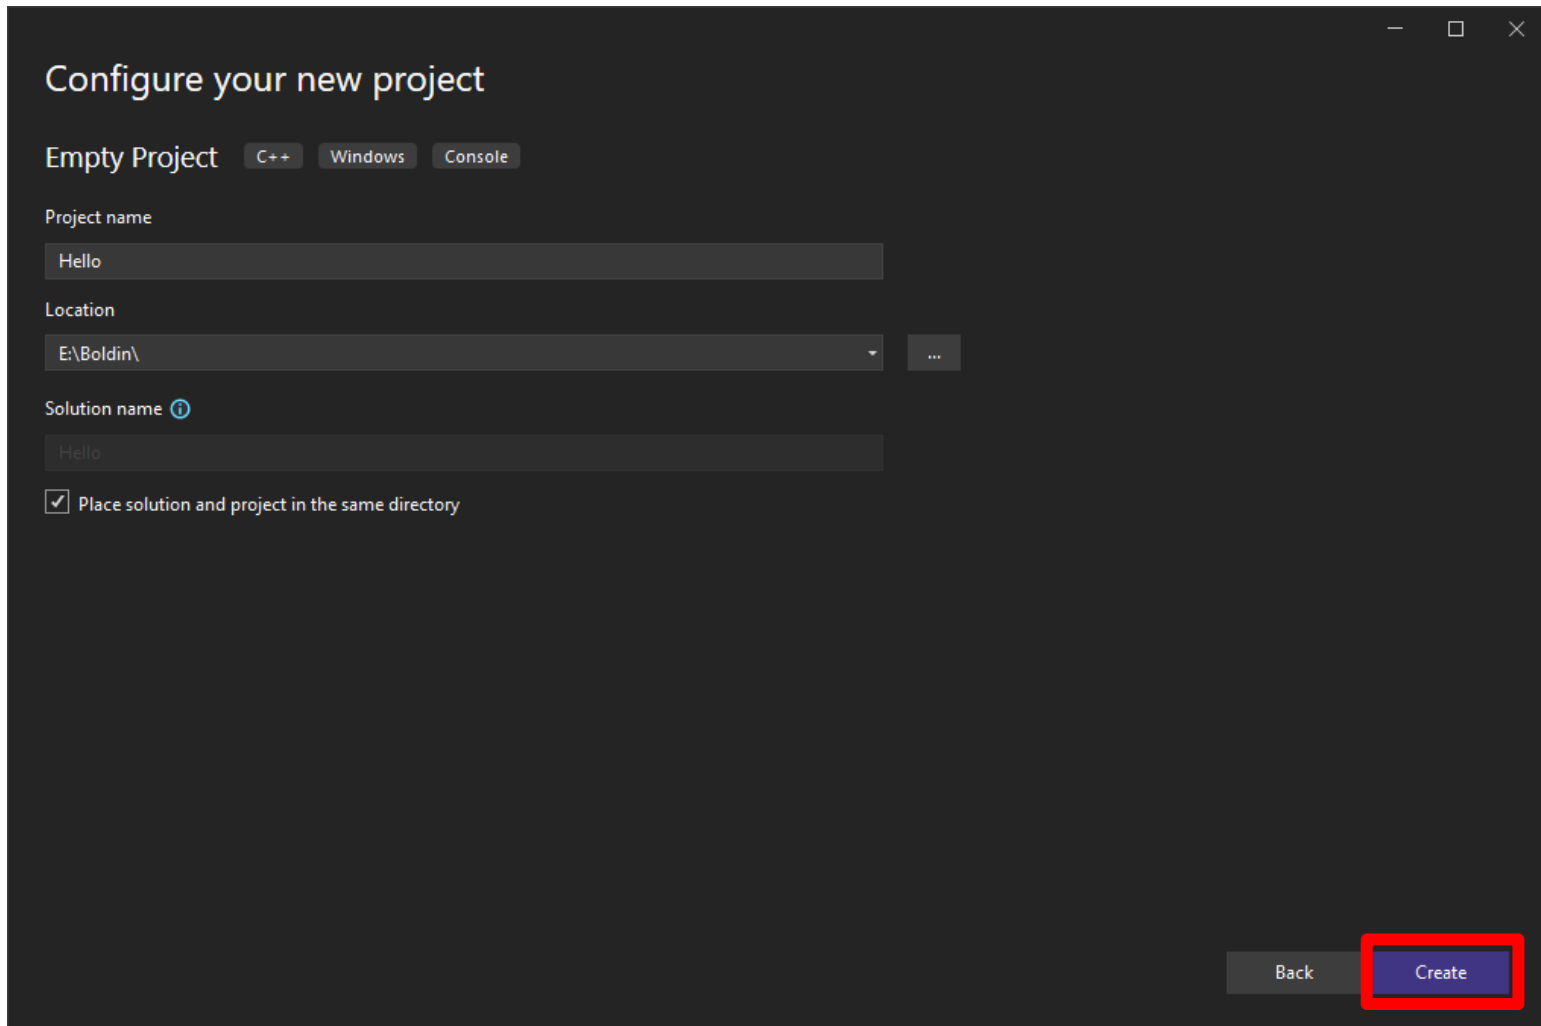 Configure your new project
Empty Project C++ Windows Console
Project name
Hello
Location
E:\Boldin\
...
Solution name
Hello
Place solution and project in the same directory
Back Create